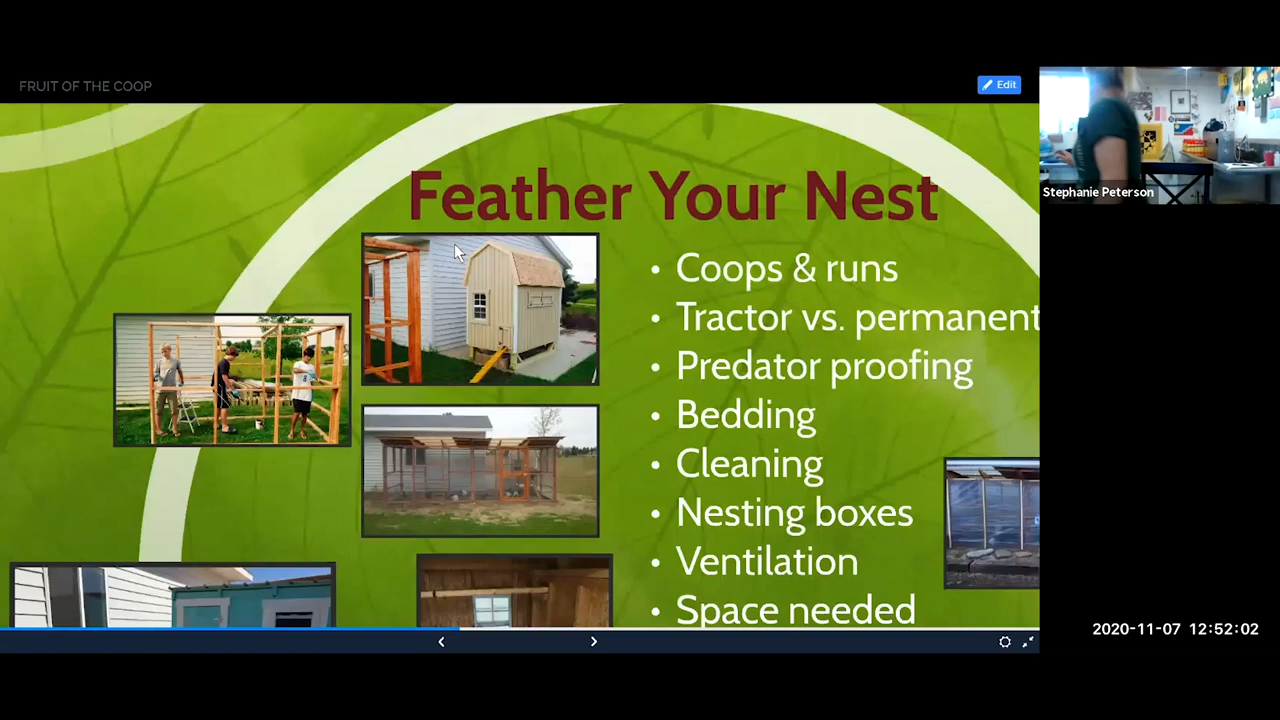 FRUIT OF THE COOP
Edit
Stephanie Peterson
Feather Your Nest
• Coops & runs
• Tractor vs. permanent
• Predator proofing
• Bedding
• Cleaning
• Nesting boxes
• Ventilation
• Space needed
2020-11-07 12:52:02